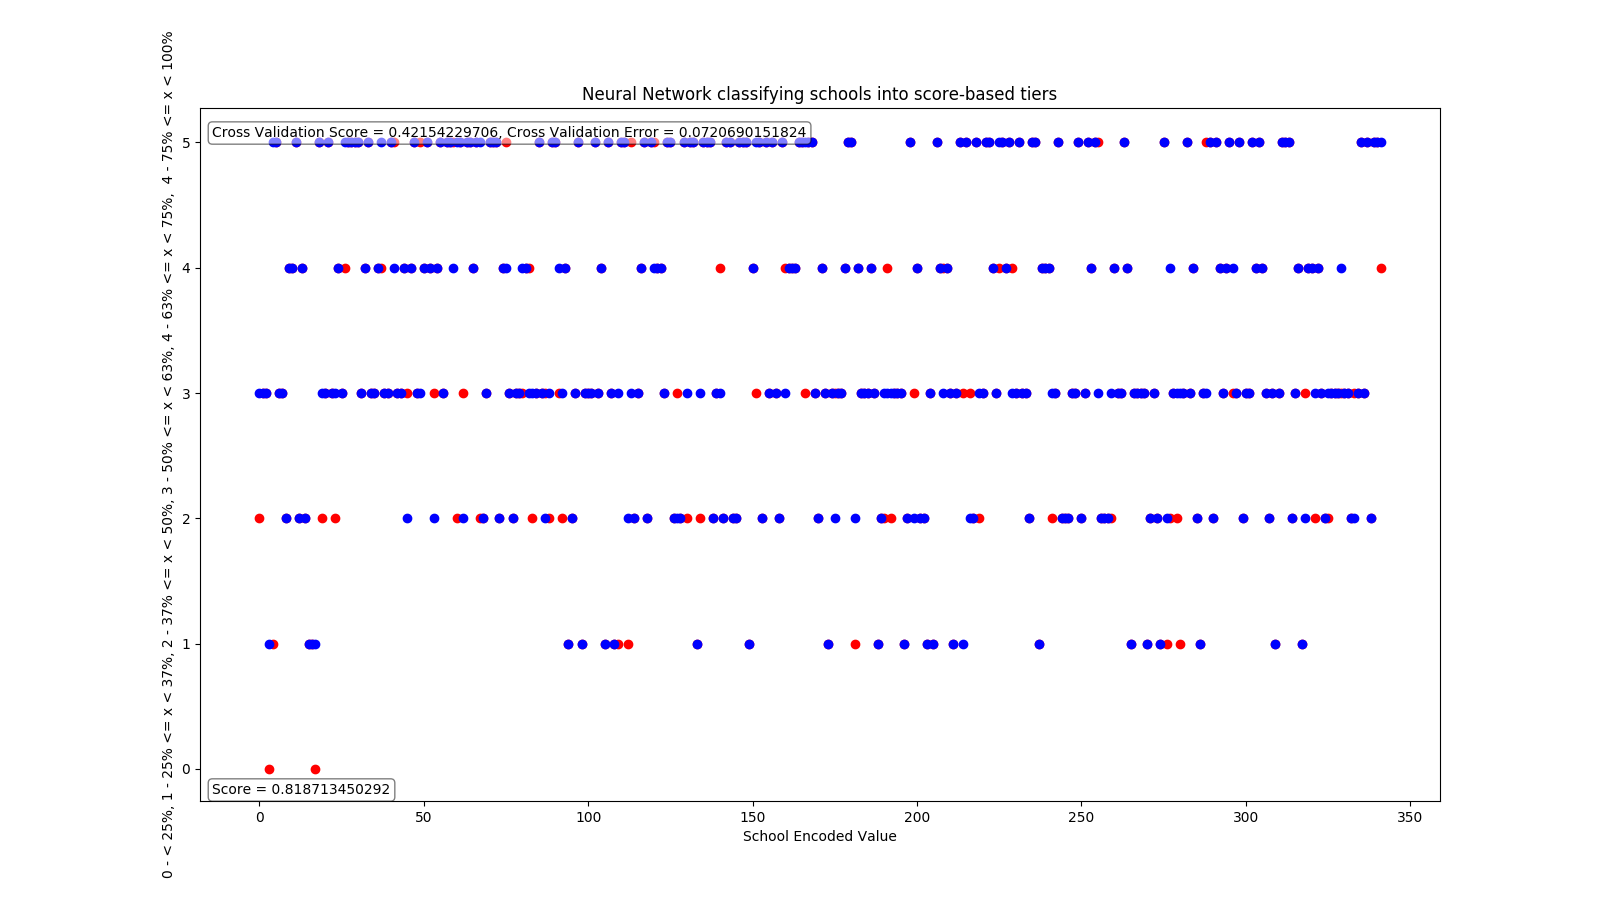 Neural Network classifying schools into score-based tiers
Cross Validation Score = 0.42154229706, Cross Validation Error = 0.0720690151824
5
4
3
2
1
0
0 - < 25%, 1 - 25% <= x < 37%, 2 - 37% <= x < 50%, 3 - 50% <= x < 63%, 4 - 63% <= x < 75%, 4 - 75% <= x < 100%
Score = 0.818713450292
0 50 100 150 200 250 300 350
School Encoded Value